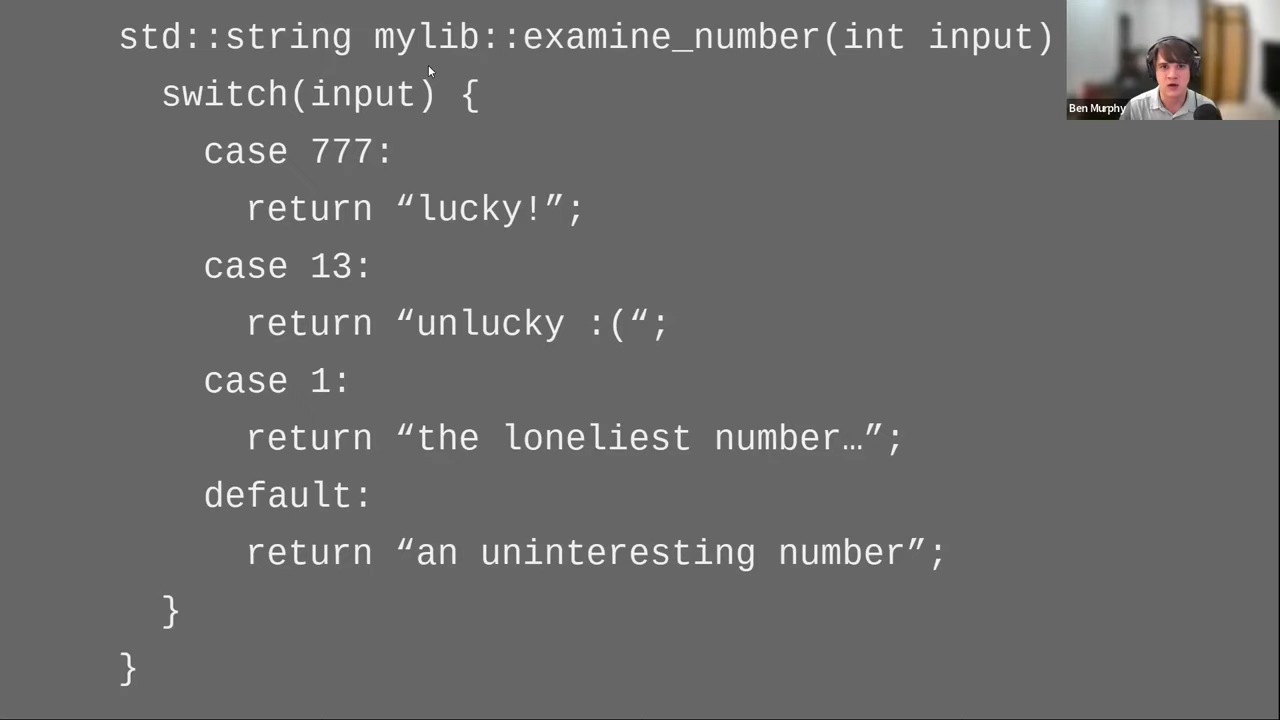 std::string mylib::examine_number(int input)
switch(input) {
case 777:
return “lucky!”;
case 13:
return “unlucky :(“;
case 1:
return “the loneliest number…”;
default:
return “an uninteresting number”;
}
}
Ben Murphy